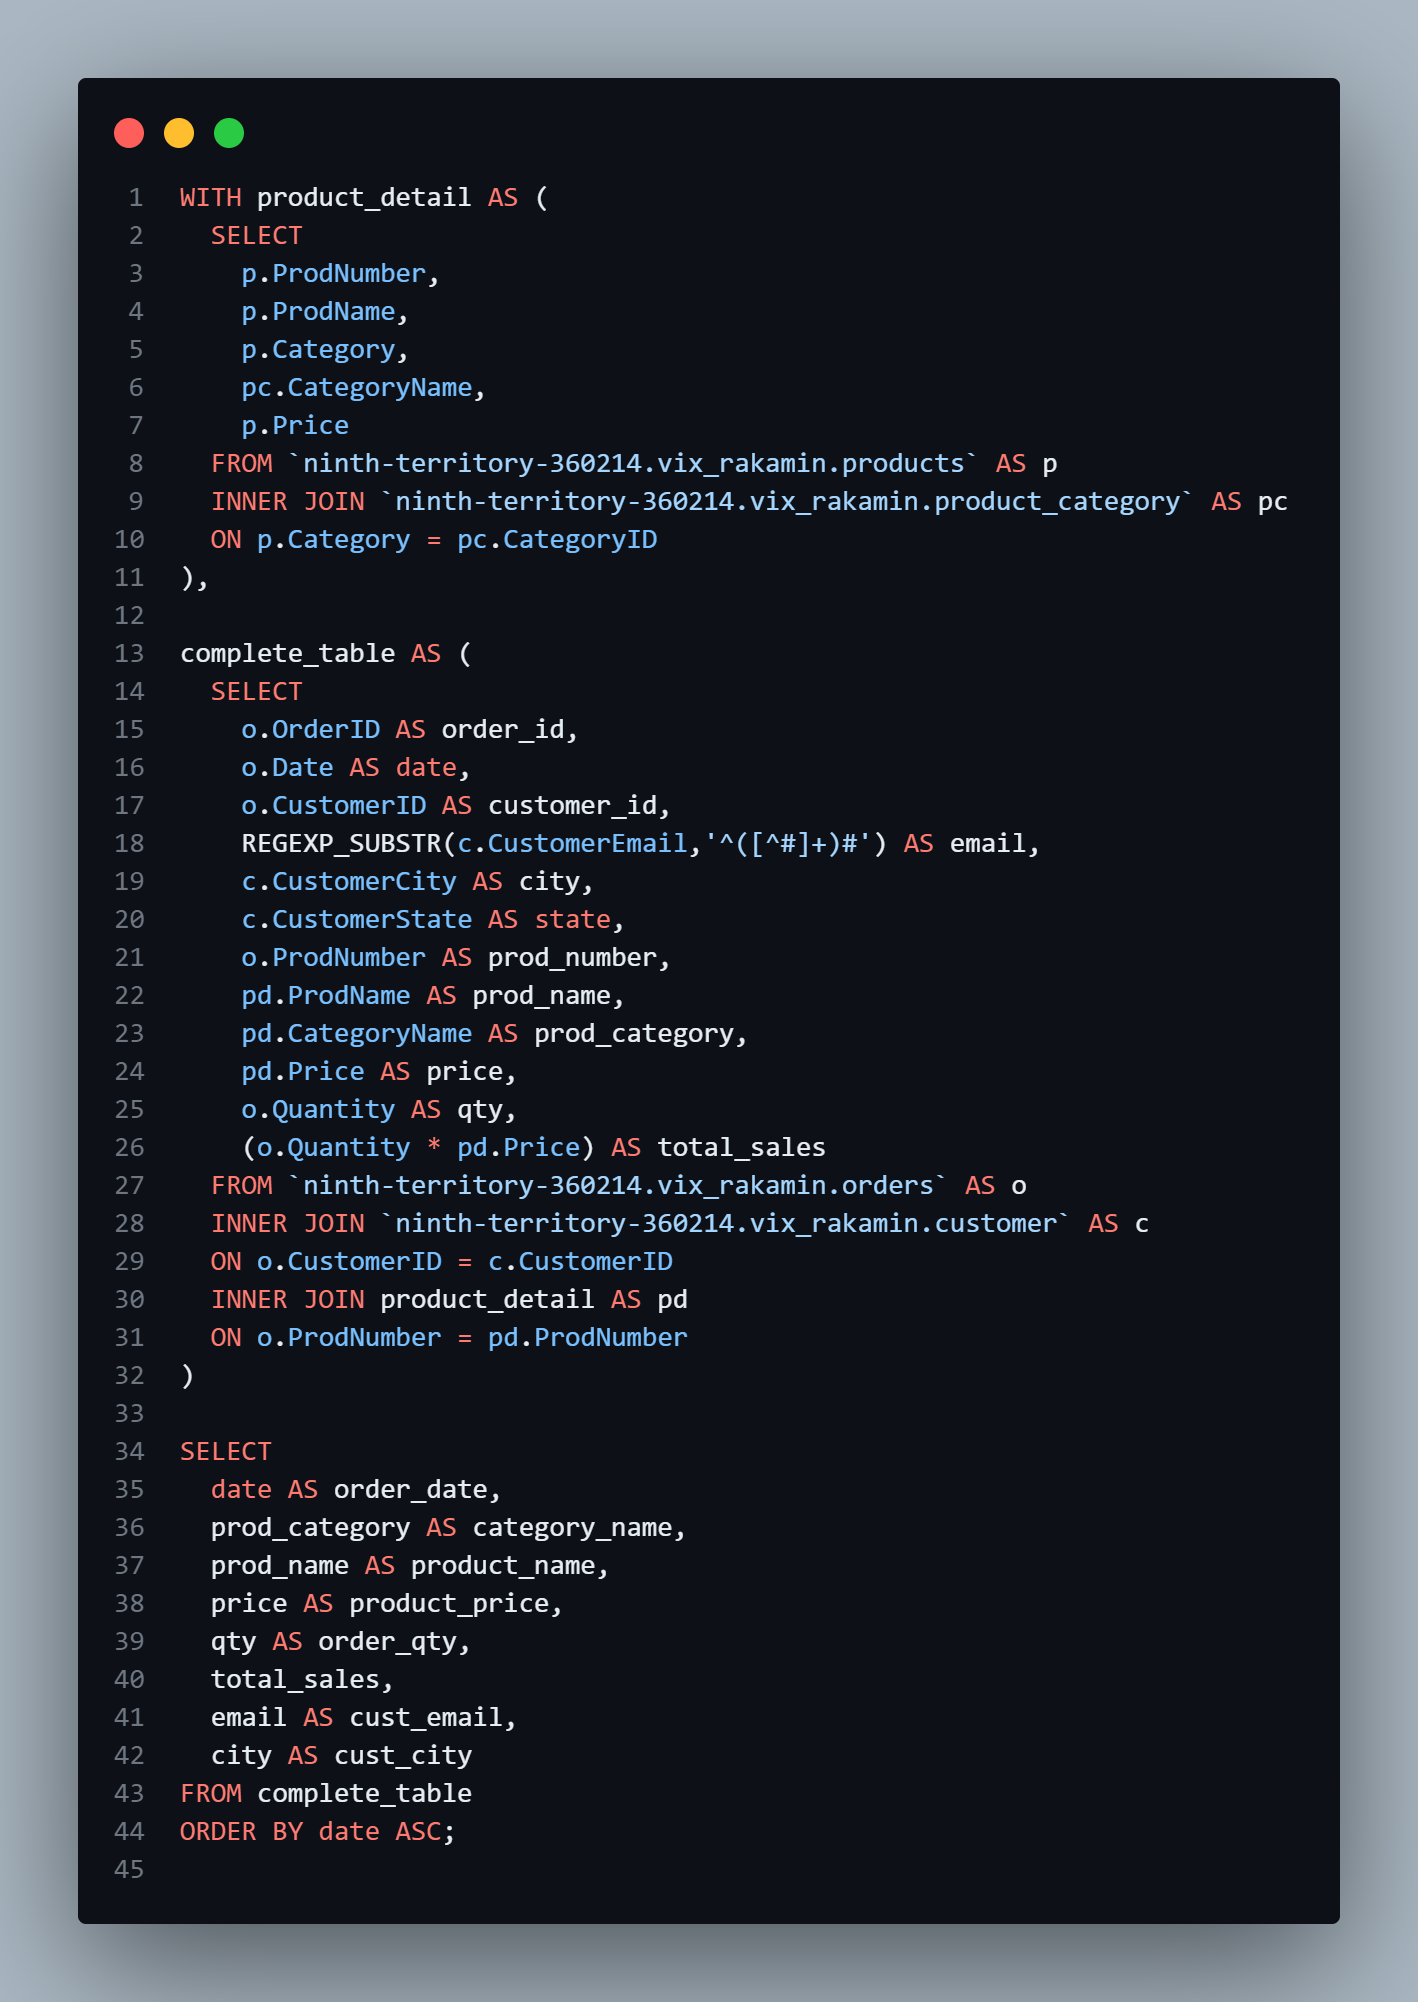 1 WITH product_detail AS (
2   SELECT
3     p.ProdNumber,
4     p.ProdName,
5     p.Category,
6     pc.CategoryName,
7     p.Price
8   FROM `ninth-territory-360214.vix_rakamin.products` AS p
9   INNER JOIN `ninth-territory-360214.vix_rakamin.product_category` AS pc
10   ON p.Category = pc.CategoryID
11 ),
12
13 complete_table AS (
14   SELECT
15     o.OrderID AS order_id,
16     o.Date AS date,
17     o.CustomerID AS customer_id,
18     REGEXP_SUBSTR(c.CustomerEmail,'^([^#]+)#') AS email,
19     c.CustomerCity AS city,
20     c.CustomerState AS state,
21     o.ProdNumber AS prod_number,
22     pd.ProdName AS prod_name,
23     pd.CategoryName AS prod_category,
24     pd.Price AS price,
25     o.Quantity AS qty,
26     (o.Quantity * pd.Price) AS total_sales
27   FROM `ninth-territory-360214.vix_rakamin.orders` AS o
28   INNER JOIN `ninth-territory-360214.vix_rakamin.customer` AS c
29   ON o.CustomerID = c.CustomerID
30   INNER JOIN product_detail AS pd
31   ON o.ProdNumber = pd.ProdNumber
32 )
33
34 SELECT
35   date AS order_date,
36   prod_category AS category_name,
37   prod_name AS product_name,
38   price AS product_price,
39   qty AS order_qty,
40   total_sales,
41   email AS cust_email,
42   city AS cust_city
43 FROM complete_table
44 ORDER BY date ASC;
45